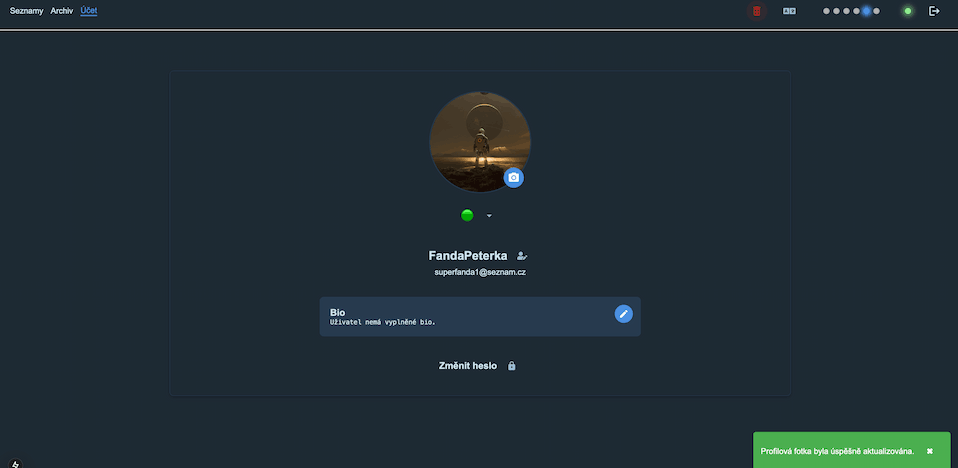 Seznamy Archiv Účet
FandaPeterka
superfanda1@seznam.cz
Bio
Uživatel nemá vyplněné bio.
Změnit heslo
Profilová fotka byla úspěšně aktualizována.